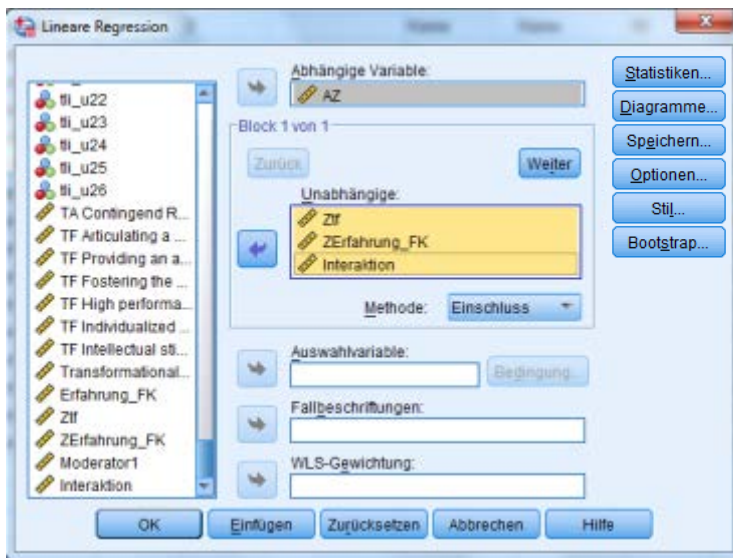 Lineare Regression
tli_u22
tli_u23
tli_u24
tli_u25
tli_u26
TA Contingend R...
TF Articulating a ...
TF Providing an a...
TF Fostering the ...
TF High performa...
TF Individualized ...
TF Intellectual sti...
Transformational...
Erfahrung_FK
Ztf
ZErfahrung_FK
Moderator1
Interaktion
Abhängige Variable:
AZ
Block 1 von 1
Zurück
Weiter
Unabhängige:
Ztf
ZErfahrung_FK
Interaktion
Methode: Einschluss
Auswahlvariable:
Bedingung...
Fallbeschriftungen:
WLS-Gewichtung:
Statistiken...
Diagramme...
Speichern...
Optionen...
Stil...
Bootstrap...
OK Einfügen Zurücksetzen Abbrechen Hilfe